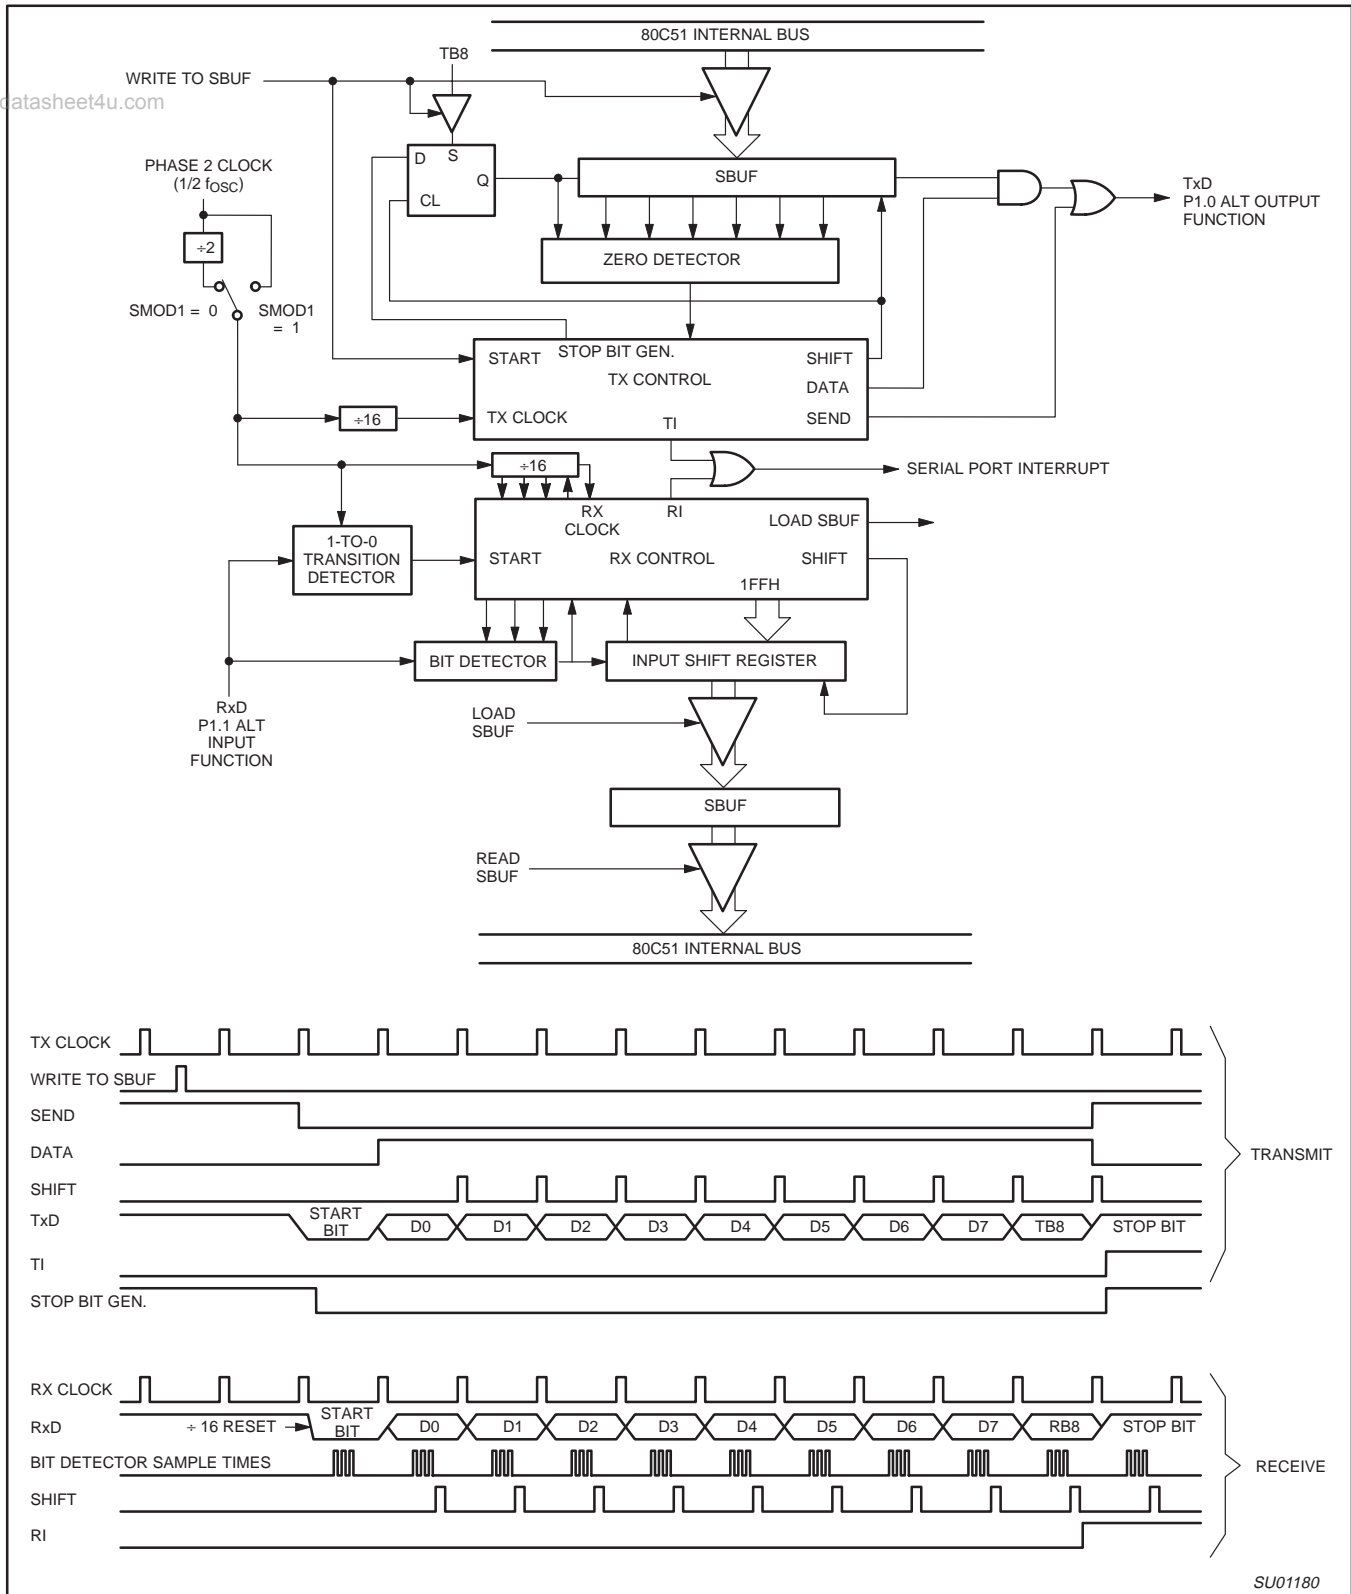 80C51 INTERNAL BUS
TB8
WRITE TO SBUF
atasheet4u.com
PHASE 2 CLOCK
(1/2 fOSC)
D
S
Q
CL
SBUF
TxD
P1.0 ALT OUTPUT
FUNCTION
÷2
ZERO DETECTOR
SMOD1 = 0
SMOD1
= 1
START
STOP BIT GEN.
SHIFT
TX CONTROL
DATA
÷16
TX CLOCK
TI
SEND
÷16
SERIAL PORT INTERRUPT
RX
CLOCK
RI
LOAD SBUF
1-TO-0
TRANSITION
DETECTOR
START
RX CONTROL
SHIFT
1FFH
BIT DETECTOR
INPUT SHIFT REGISTER
RxD
P1.1 ALT
INPUT
FUNCTION
LOAD
SBUF
SBUF
READ
SBUF
80C51 INTERNAL BUS
TX CLOCK
WRITE TO SBUF
SEND
DATA
TRANSMIT
SHIFT
TxD
START
BIT
D0
D1
D2
D3
D4
D5
D6
D7
TB8
STOP BIT
TI
STOP BIT GEN.
RX CLOCK
RxD
÷ 16 RESET
START
BIT
D0
D1
D2
D3
D4
D5
D6
D7
RB8
STOP BIT
BIT DETECTOR SAMPLE TIMES
RECEIVE
SHIFT
RI
SU01180